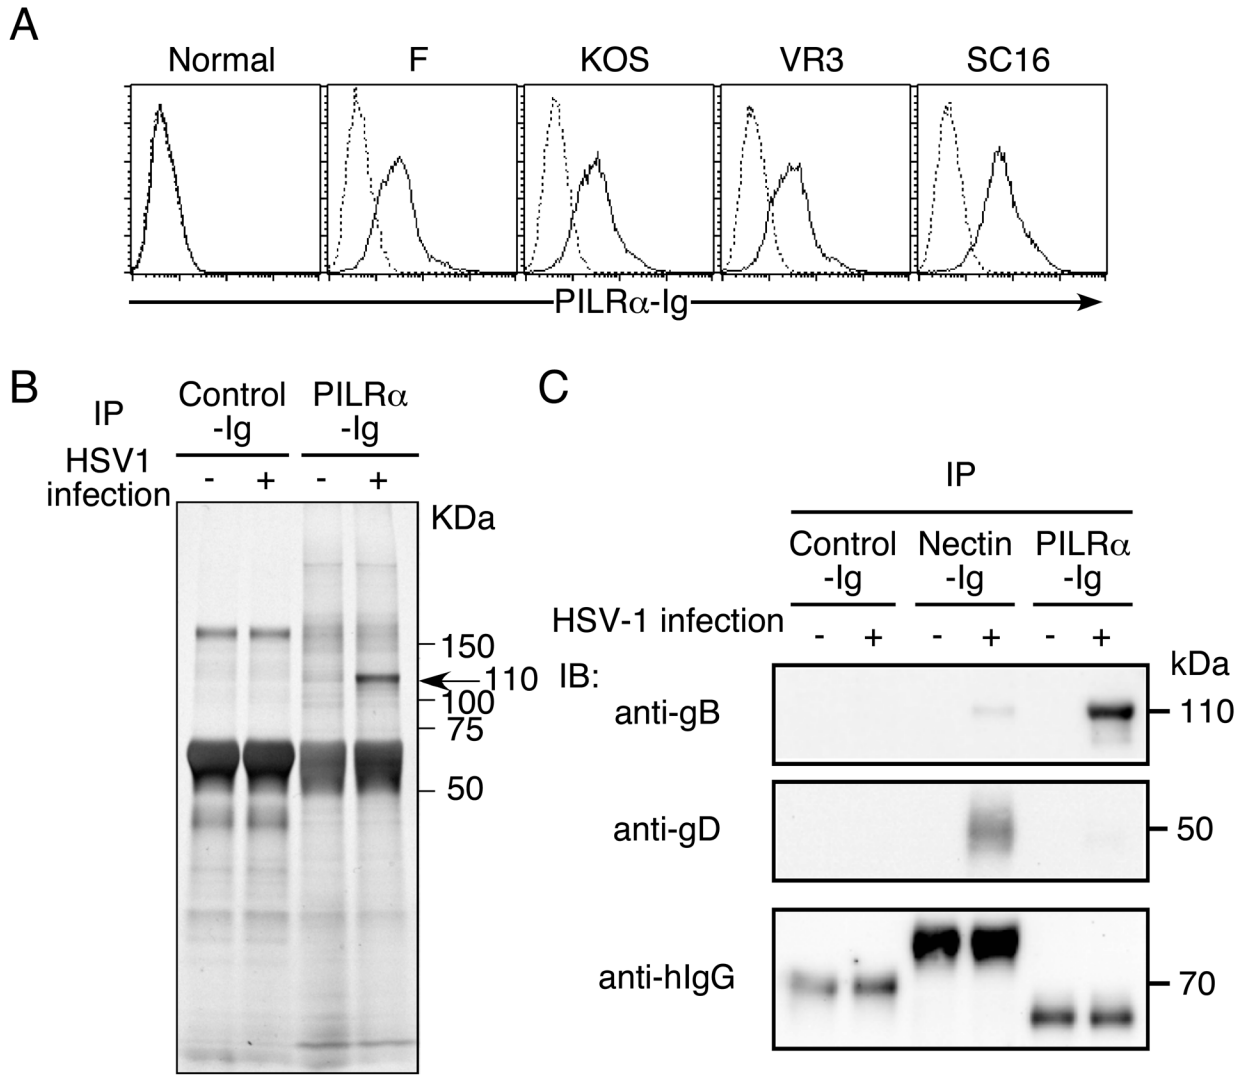 A
Normal F KOS VR3 SC16
PILRα-Ig
B
IP
Control
-Ig
PILRα
-Ig
HSV1
infection
- + - +
KDa
150
110
100
75
50
C
IP
Control
-Ig
Nectin
-Ig
PILRα
-Ig
HSV-1 infection
- + - + - +
IB:
kDa
anti-gB 110
anti-gD 50
anti-hIgG 70